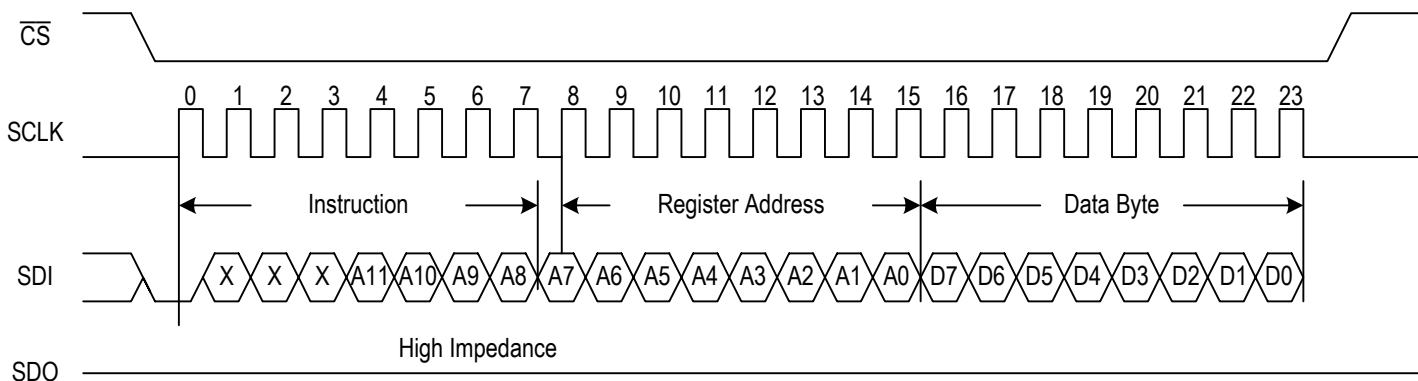 CS
0 1 2 3 4 5 6 7 8 9 10 11 12 13 14 15 16 17 18 19 20 21 22 23
SCLK
Instruction Register Address Data Byte
SDI X X X A11 A10 A9 A8 A7 A6 A5 A4 A3 A2 A1 A0 D7 D6 D5 D4 D3 D2 D1 D0
High Impedance
SDO